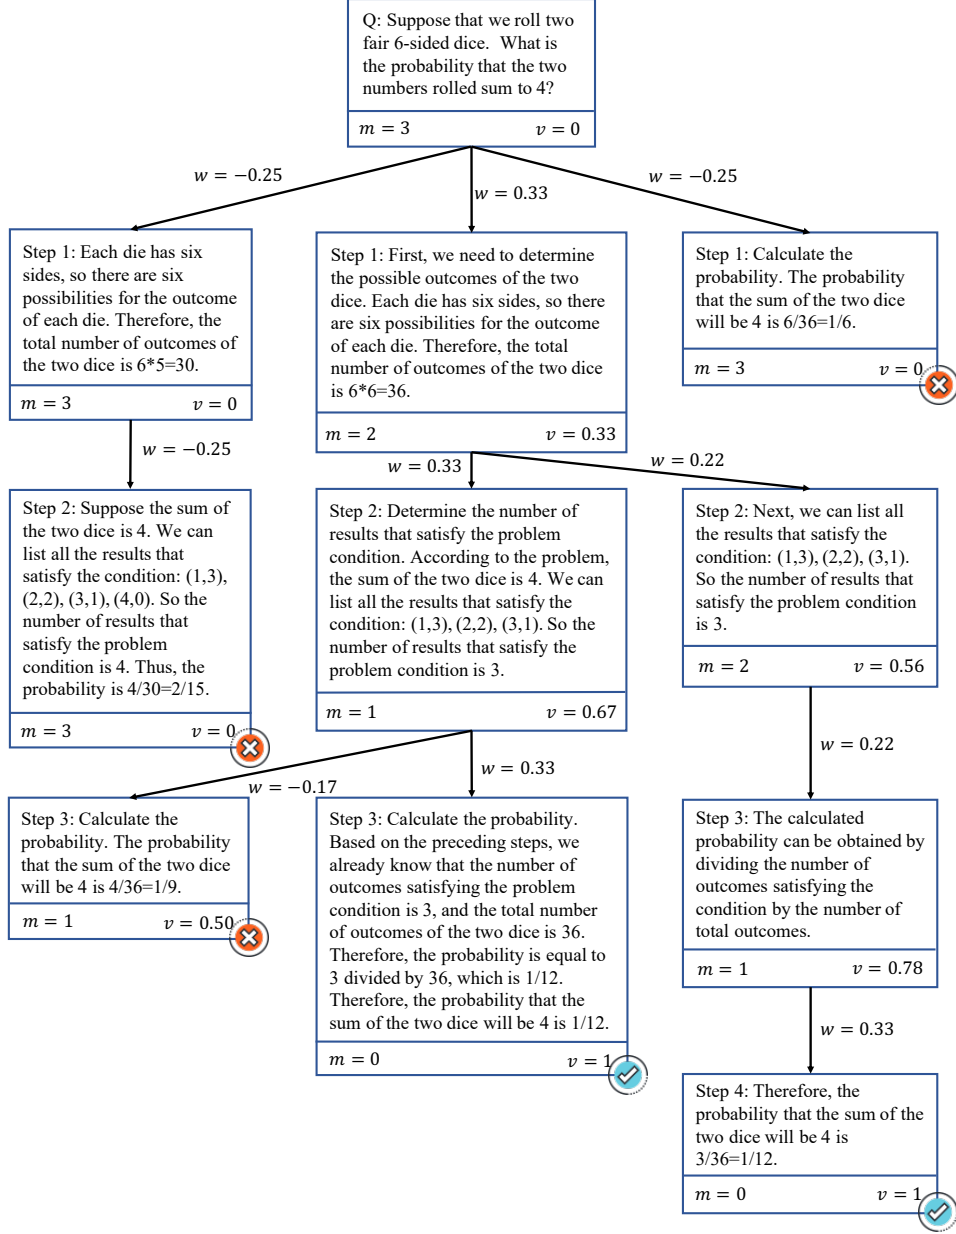 Q: Suppose that we roll two
fair 6-sided dice. What is
the probability that the two
numbers rolled sum to 4?
m = 3 v = 0
w = −0.25
w = 0.33
w = −0.25
Step 1: Each die has six
sides, so there are six
possibilities for the outcome
of each die. Therefore, the
total number of outcomes of
the two dice is 6*5=30.
m = 3 v = 0
Step 1: First, we need to determine
the possible outcomes of the two
dice. Each die has six sides, so there
are six possibilities for the outcome
of each die. Therefore, the total
number of outcomes of the two dice
is 6*6=36.
m = 2 v = 0.33
Step 1: Calculate the
probability. The probability
that the sum of the two dice
will be 4 is 6/36=1/6.
m = 3 v = 0
w = −0.25
w = 0.33
w = 0.22
Step 2: Suppose the sum of
the two dice is 4. We can
list all the results that
satisfy the condition: (1,3),
(2,2), (3,1), (4,0). So the
number of results that
satisfy the problem
condition is 4. Thus, the
probability is 4/30=2/15.
m = 3 v = 0
Step 2: Determine the number of
results that satisfy the problem
condition. According to the problem,
the sum of the two dice is 4. We can
list all the results that satisfy the
condition: (1,3), (2,2), (3,1). So the
number of results that satisfy the
problem condition is 3.
m = 1 v = 0.67
Step 2: Next, we can list all
the results that satisfy the
condition: (1,3), (2,2), (3,1).
So the number of results that
satisfy the problem condition
is 3.
m = 2 v = 0.56
w = −0.17
w = 0.33
w = 0.22
Step 3: Calculate the
probability. The probability
that the sum of the two dice
will be 4 is 4/36=1/9.
m = 1 v = 0.50
Step 3: Calculate the probability.
Based on the preceding steps, we
already know that the number of
outcomes satisfying the problem
condition is 3, and the total number
of outcomes of the two dice is 36.
Therefore, the probability is equal to
3 divided by 36, which is 1/12.
Therefore, the probability that the
sum of the two dice will be 4 is 1/12.
m = 0 v = 1
Step 3: The calculated
probability can be obtained by
dividing the number of
outcomes satisfying the
condition by the number of
total outcomes.
m = 1 v = 0.78
w = 0.33
Step 4: Therefore, the
probability that the sum of the
two dice will be 4 is
3/36=1/12.
m = 0 v = 1